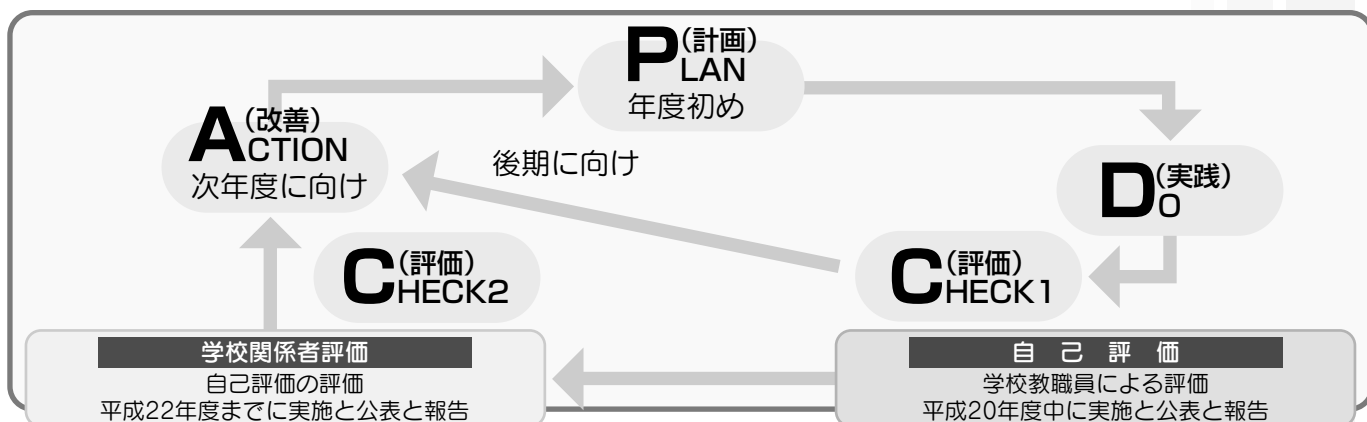 PLAN(計画)
年度初め
ACTION(改善)
次年度に向け
後期に向け
DO(実践)
CHECK2(評価)
CHECK1(評価)
学校関係者評価
自己評価の評価
平成22年度までに実施と公表と報告
自己評価
学校教職員による評価
平成20年度中に実施と公表と報告